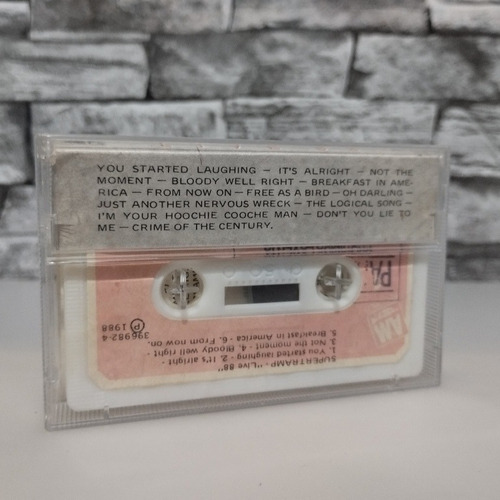 YOU STARTED LAUGHING – IT'S ALRIGHT – NOT THE
MOMENT – BLOODY WELL RIGHT – BREAKFAST IN AME-
RICA – FROM NOW ON – FREE AS A BIRD – OH DARLING –
JUST ANOTHER NERVOUS WRECK – THE LOGICAL SONG –
I'M YOUR HOOCHIE COOCHE MAN – DON'T YOU LIE TO
ME – CRIME OF THE CENTURY.
SUPERTRAMP - "Live 88"
1. You started laughing - 2. It's alright -
3. Not the moment - 4. Bloody well right -
5. Breakfast in America - 6. From now on.
396982-4
℗ 1988
AM
PA